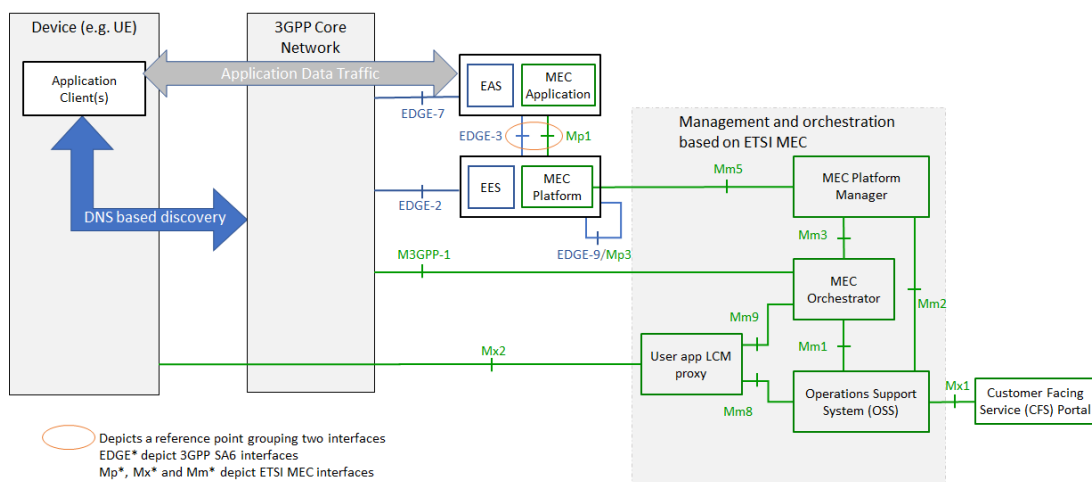 Device (e.g. UE)
3GPP Core
Network
Application
Client(s)
Application Data Traffic
EAS
MEC
Application
EDGE-7
EDGE-3
Mp1
Management and orchestration
based on ETSI MEC
EES
MEC
Platform
Mm5
MEC Platform
Manager
EDGE-2
DNS based discovery
EDGE-9/Mp3
Mm3
M3GPP-1
MEC
Orchestrator
Mm2
Mm9
Mm1
Mx2
User app LCM
proxy
Mm8
Operations Support
System (OSS)
Mx1
Customer Facing
Service (CFS) Portal
Depicts a reference point grouping two interfaces
EDGE* depict 3GPP SA6 interfaces
Mp*, Mx* and Mm* depict ETSI MEC interfaces